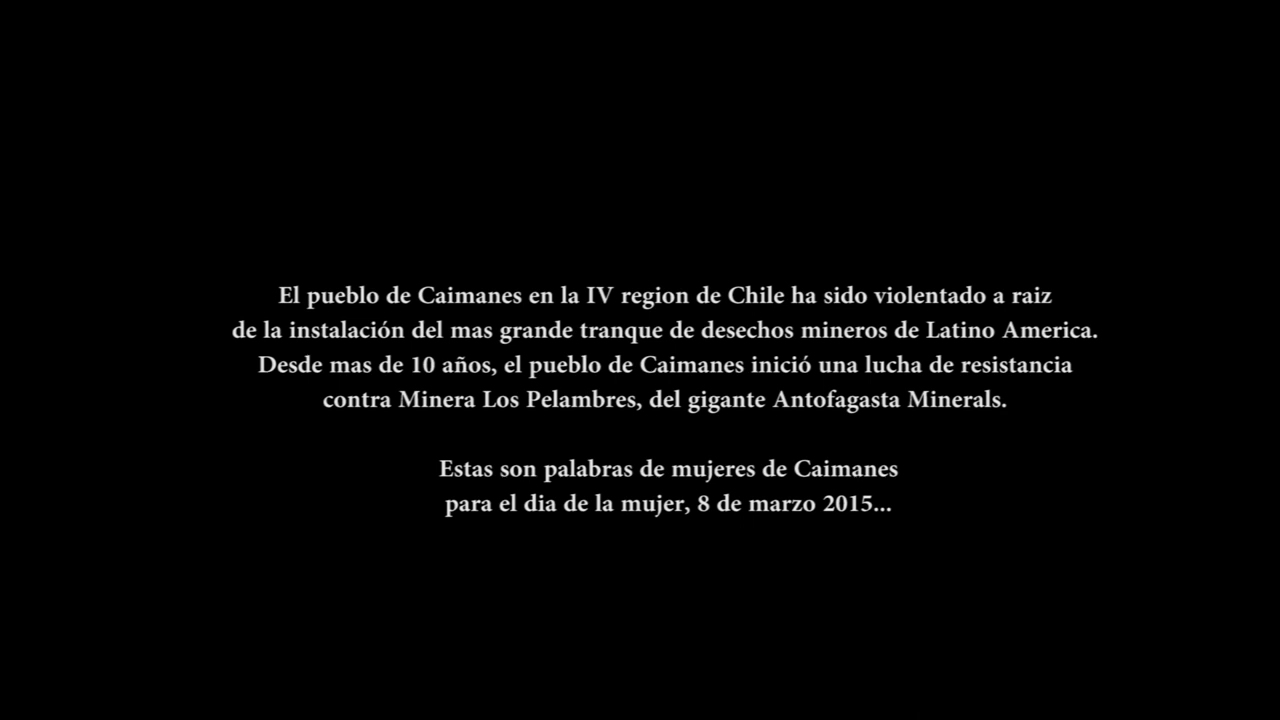 El pueblo de Caimanes en la IV region de Chile ha sido violentado a raiz
de la instalación del mas grande tranque de desechos mineros de Latino America.
Desde mas de 10 años, el pueblo de Caimanes inició una lucha de resistancia
contra Minera Los Pelambres, del gigante Antofagasta Minerals.
Estas son palabras de mujeres de Caimanes
para el dia de la mujer, 8 de marzo 2015...